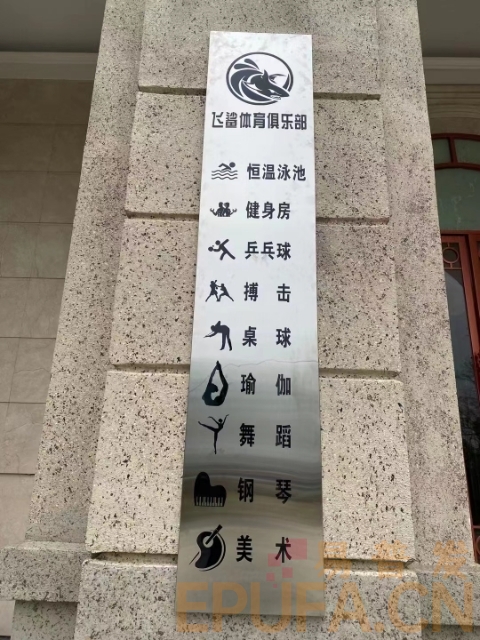 飞鲨体育俱乐部
恒温泳池
健身房
乒乓球
搏击
桌球
瑜伽
舞蹈
钢琴
美术
EPUFA.CN